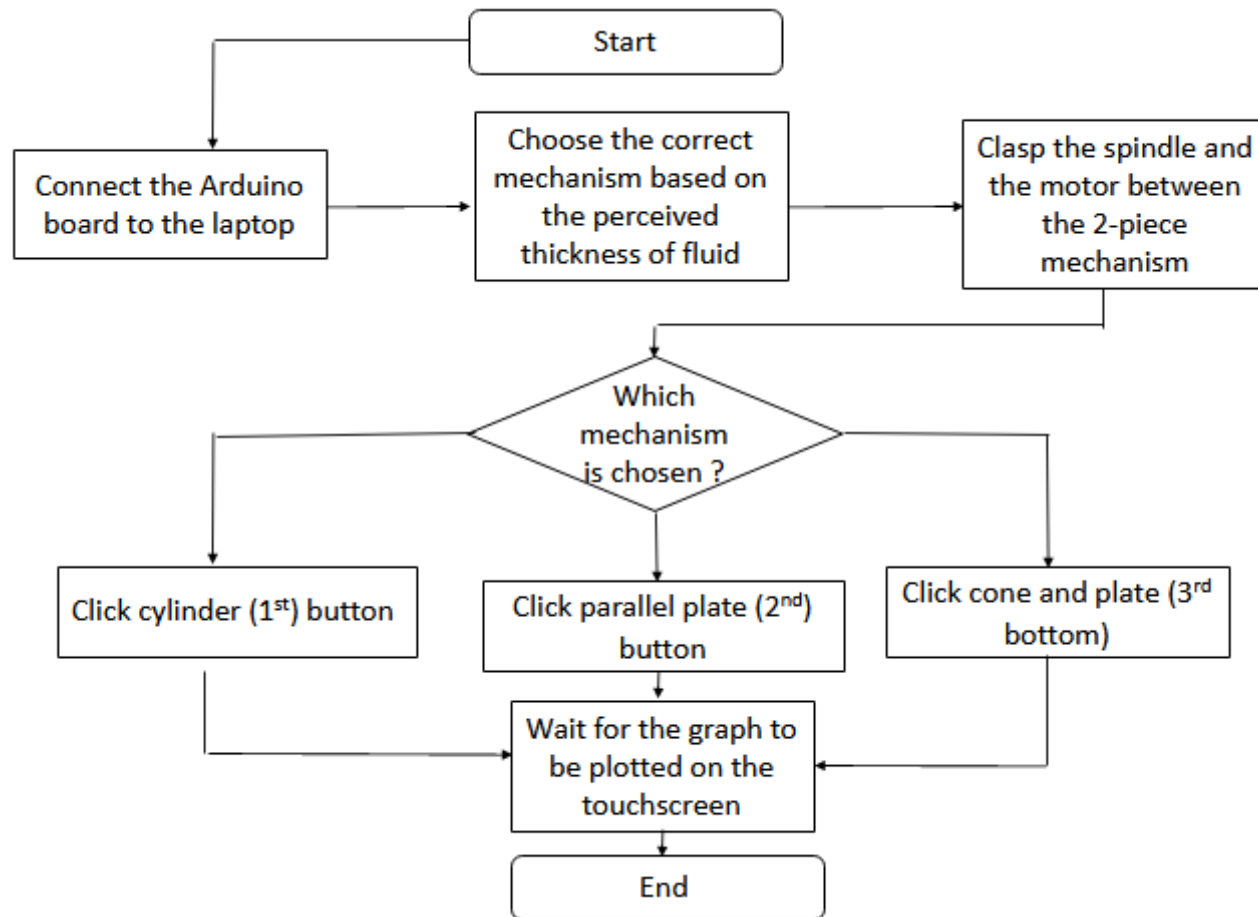 Start
Connect the Arduino
board to the laptop
Choose the correct
mechanism based on
the perceived
thickness of fluid
Clasp the spindle and
the motor between
the 2-piece
mechanism
Which
mechanism
is chosen ?
Click cylinder (1st) button
Click parallel plate (2nd)
button
Click cone and plate (3rd
bottom)
Wait for the graph to
be plotted on the
touchscreen
End